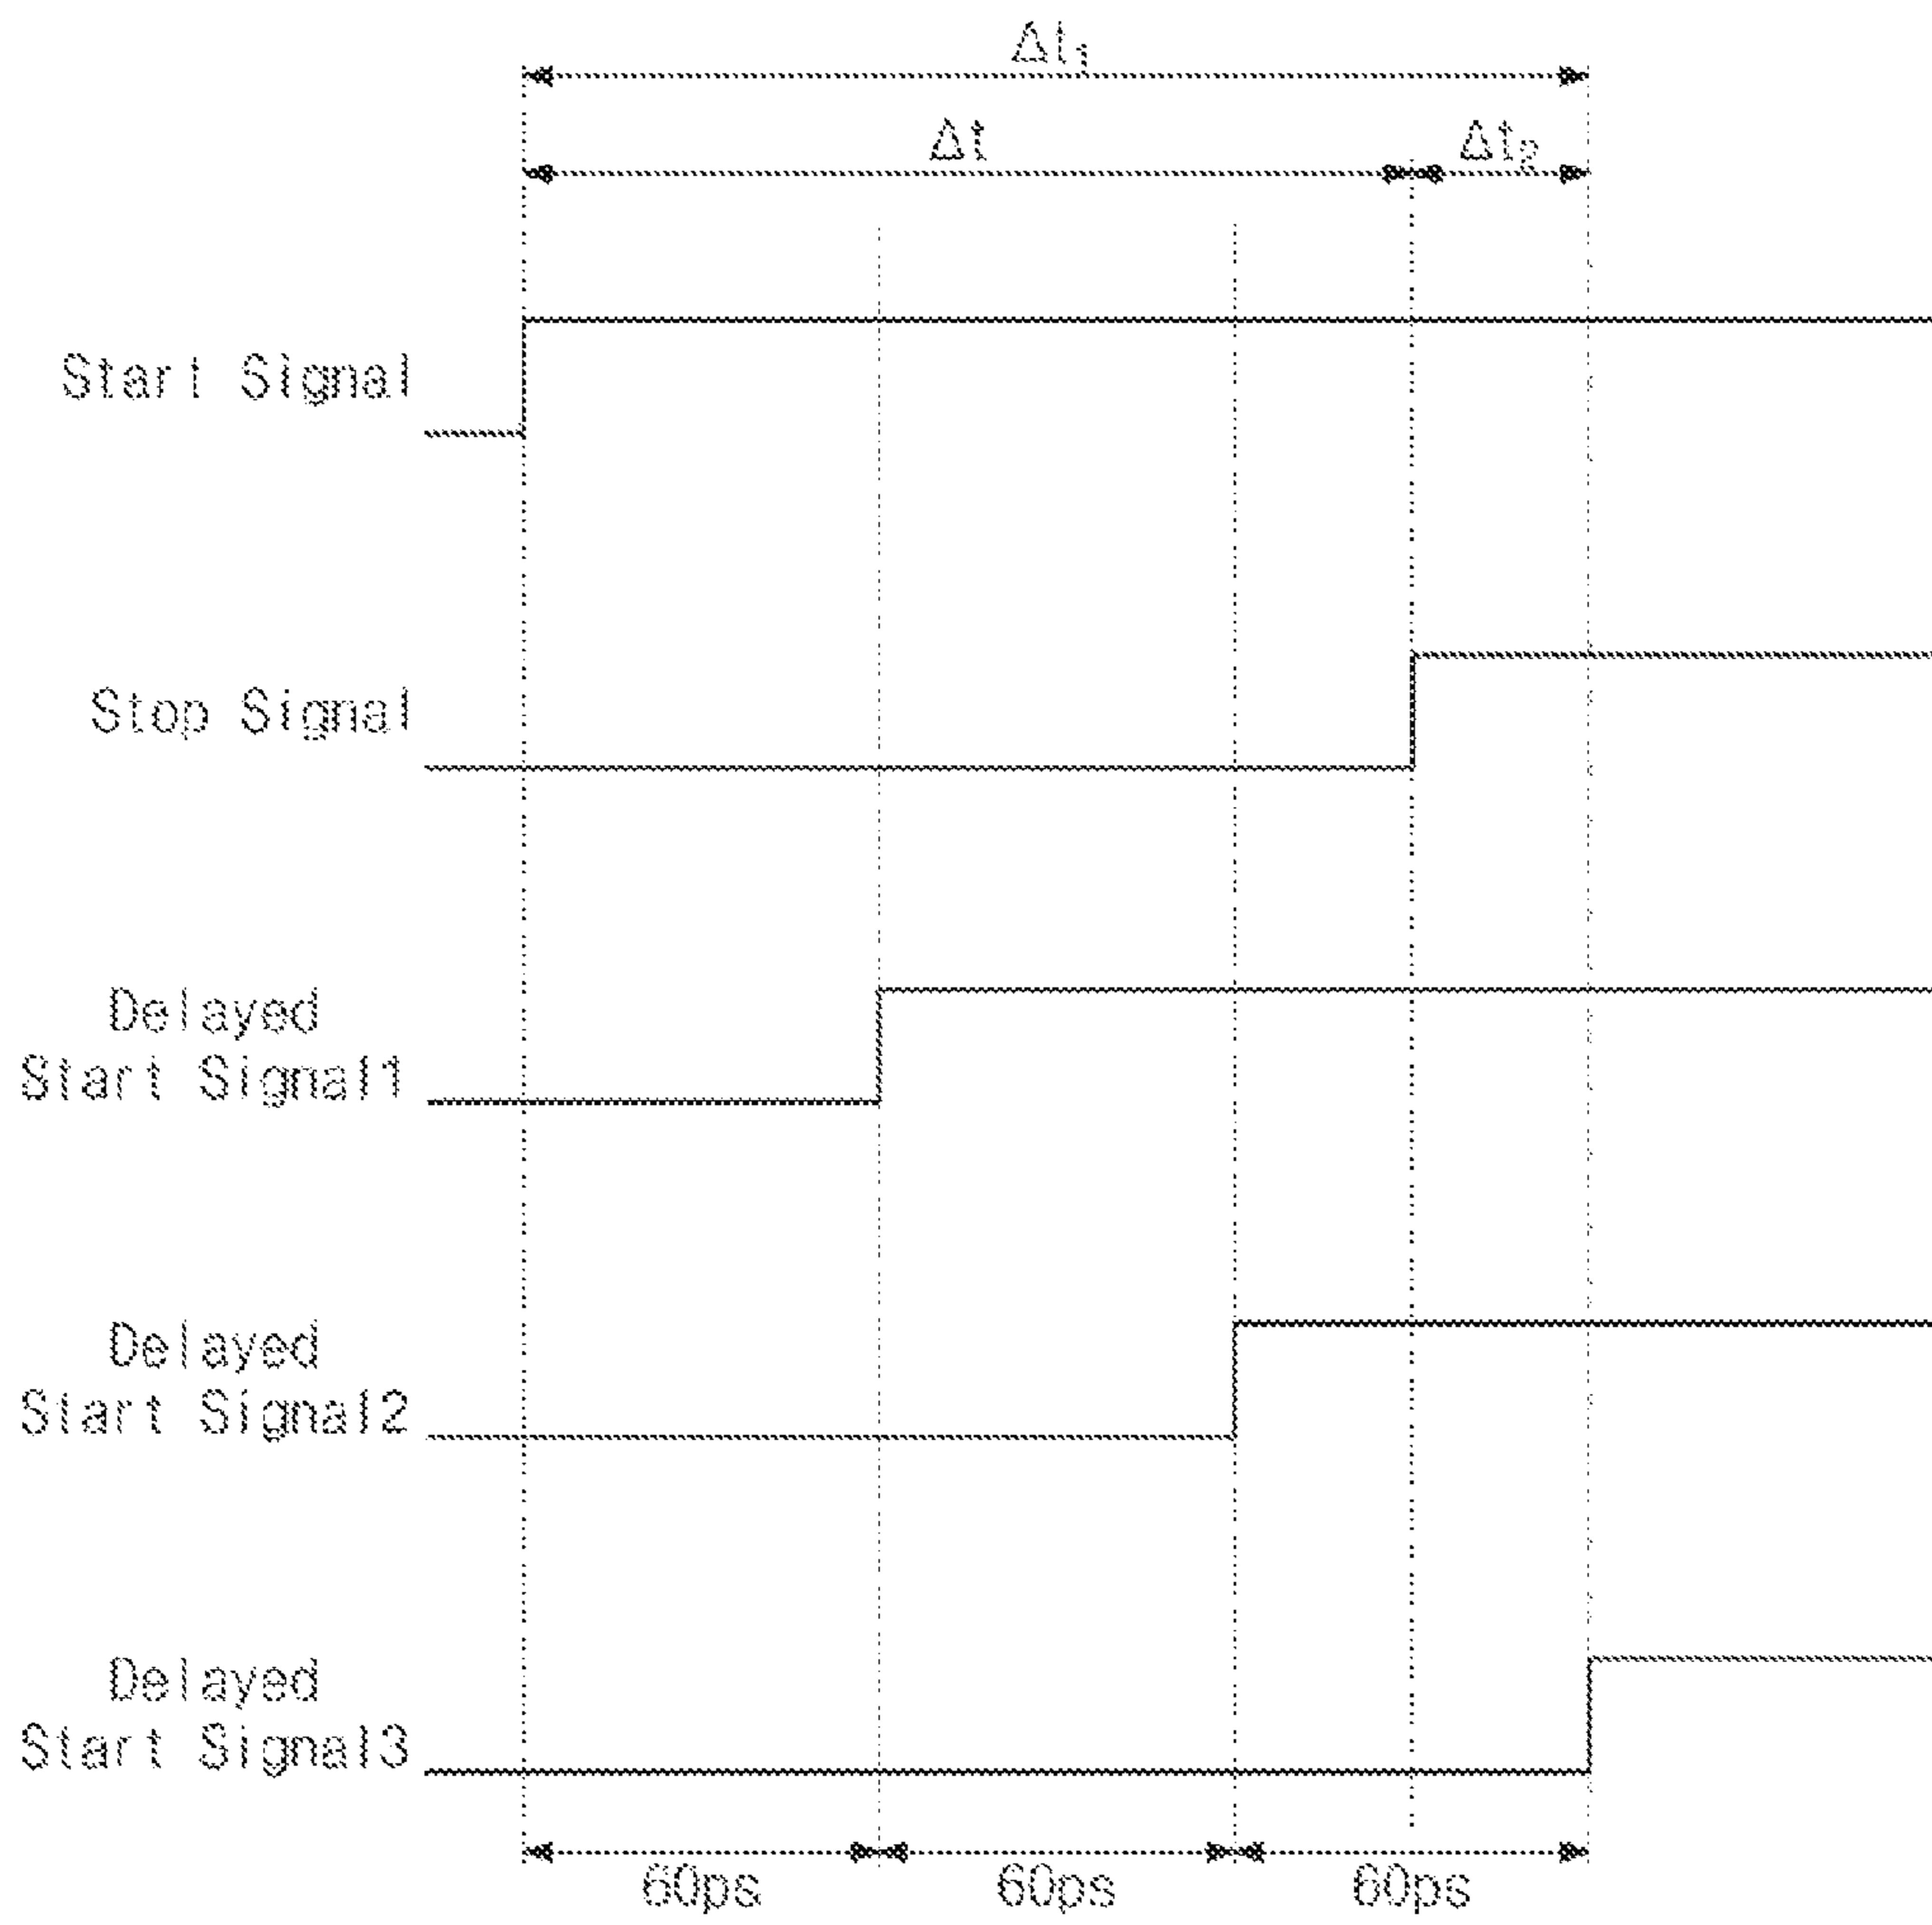 Δt₁
Δt Δt₂
Start Signal
Stop Signal
Delayed
Start Signal1
Delayed
Start Signal2
Delayed
Start Signal3
60ps 60ps 60ps